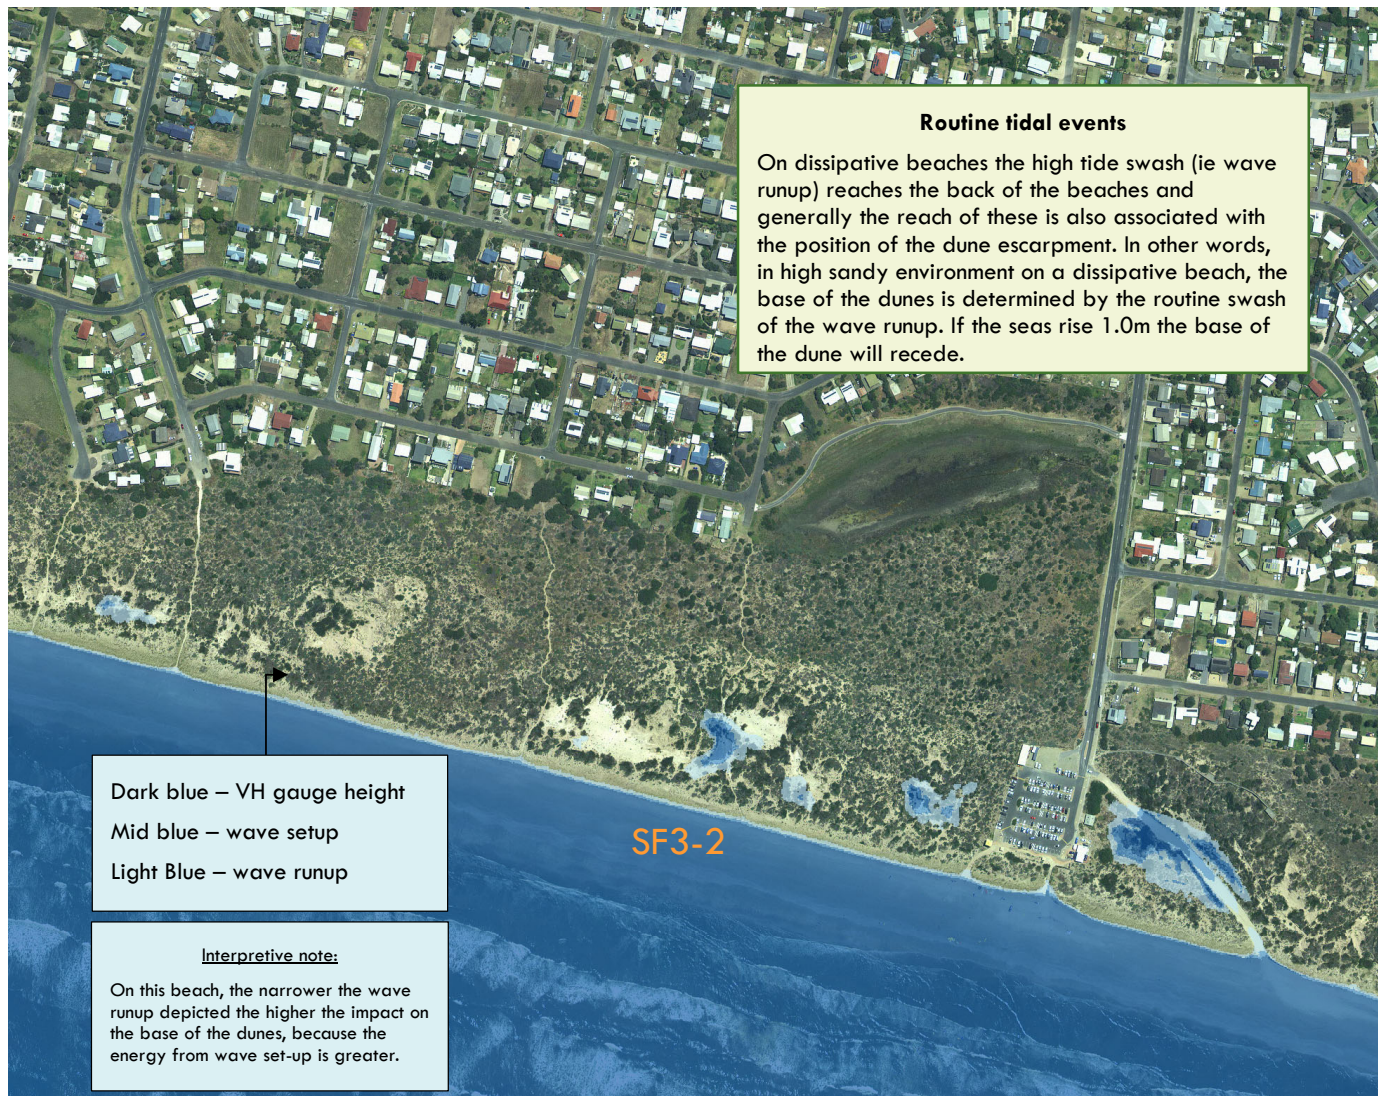 Routine tidal events
On dissipative beaches the high tide swash (ie wave
runup) reaches the back of the beaches and
generally the reach of these is also associated with
the position of the dune escarpment. In other words,
in high sandy environment on a dissipative beach, the
base of the dunes is determined by the routine swash
of the wave runup. If the seas rise 1.0m the base of
the dune will recede.
Dark blue – VH gauge height
Mid blue – wave setup
Light Blue – wave runup
SF3-2
Interpretive note:
On this beach, the narrower the wave
runup depicted the higher the impact on
the base of the dunes, because the
energy from wave set-up is greater.